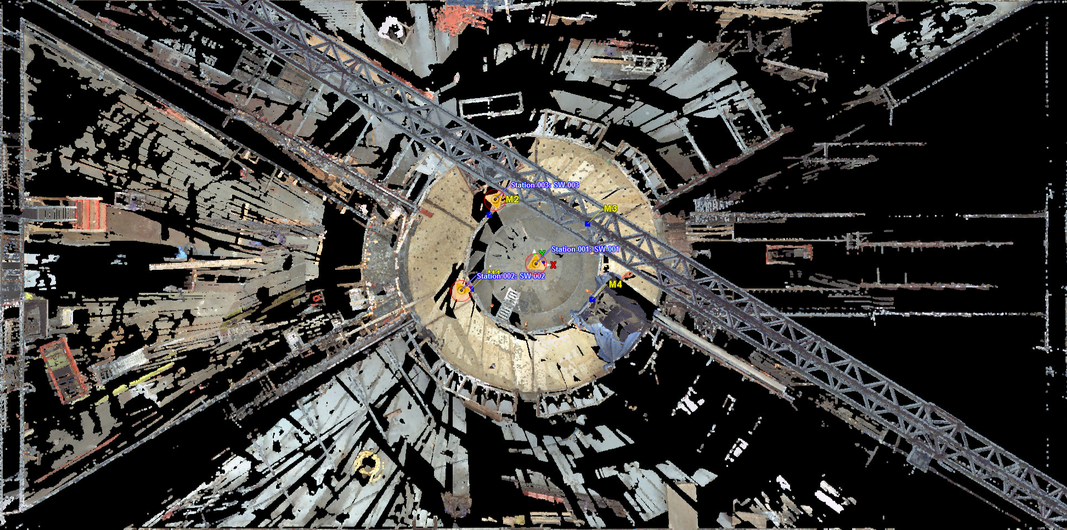 Station 003: SW-003
M2
M3
Station 001: SW-001
X
Station 002: SW-002
M4